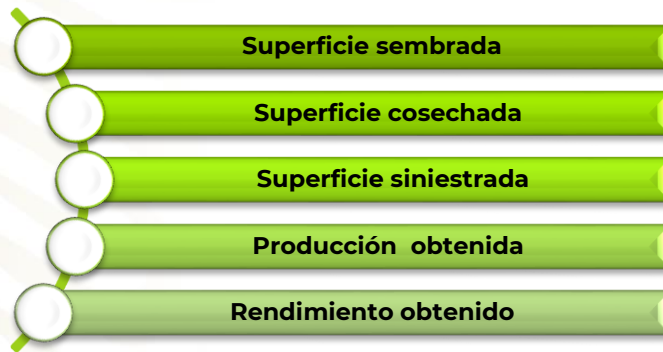 Superficie sembrada
Superficie cosechada
Superficie siniestrada
Producción obtenida
Rendimiento obtenido